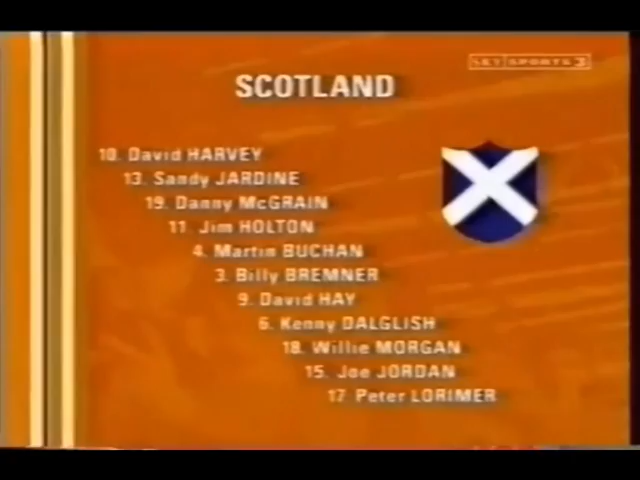 SKY SPORTS 3
SCOTLAND
10. David HARVEY
13. Sandy JARDINE
19. Danny McGRAIN
11. Jim HOLTON
4. Martin BUCHAN
3. Billy BREMNER
9. David HAY
6. Kenny DALGLISH
18. Willie MORGAN
15. Joe JORDAN
17 Peter LORIMER